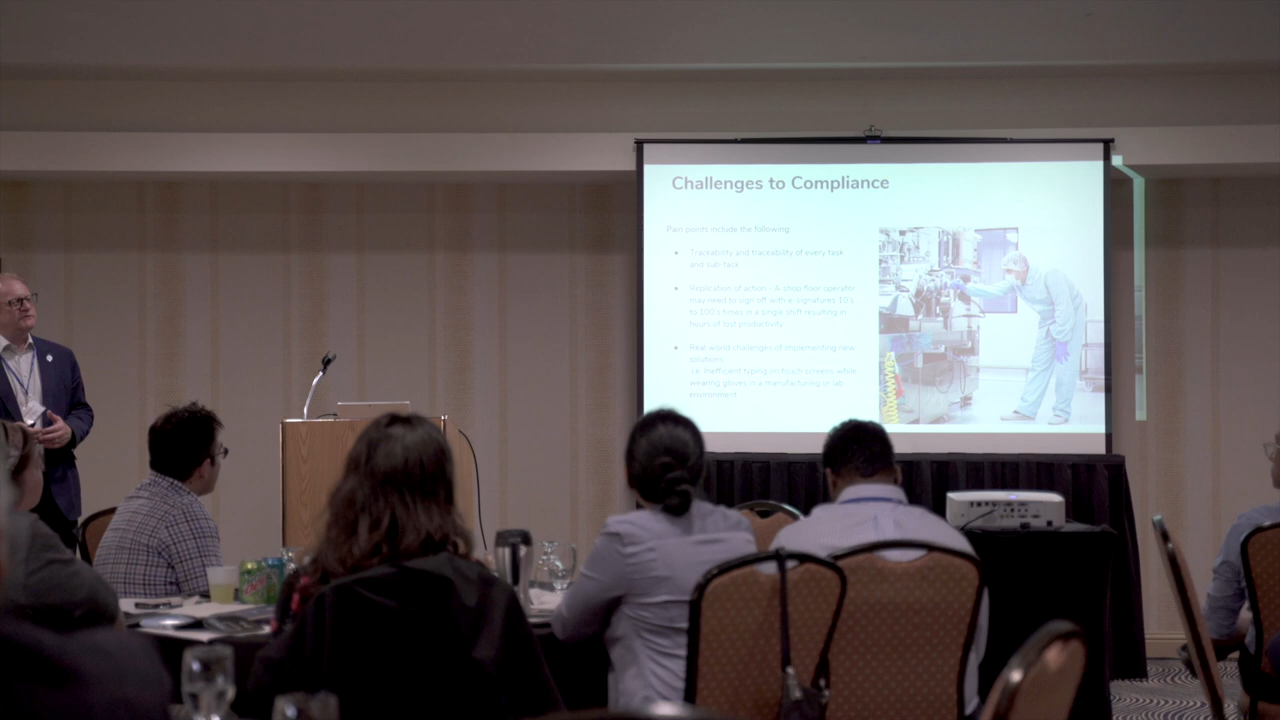 Challenges to Compliance
Pain points include the following:
• Traceability and traceability of every task
and sub-task
• Replication of action - A shop floor operator
may need to sign off with e-signatures 10's
to 100's times in a single shift resulting in
hours of lost productivity
• Real world challenges of implementing new
solutions
i.e. Inefficient typing on touch screens while
wearing gloves in a manufacturing or lab
environment